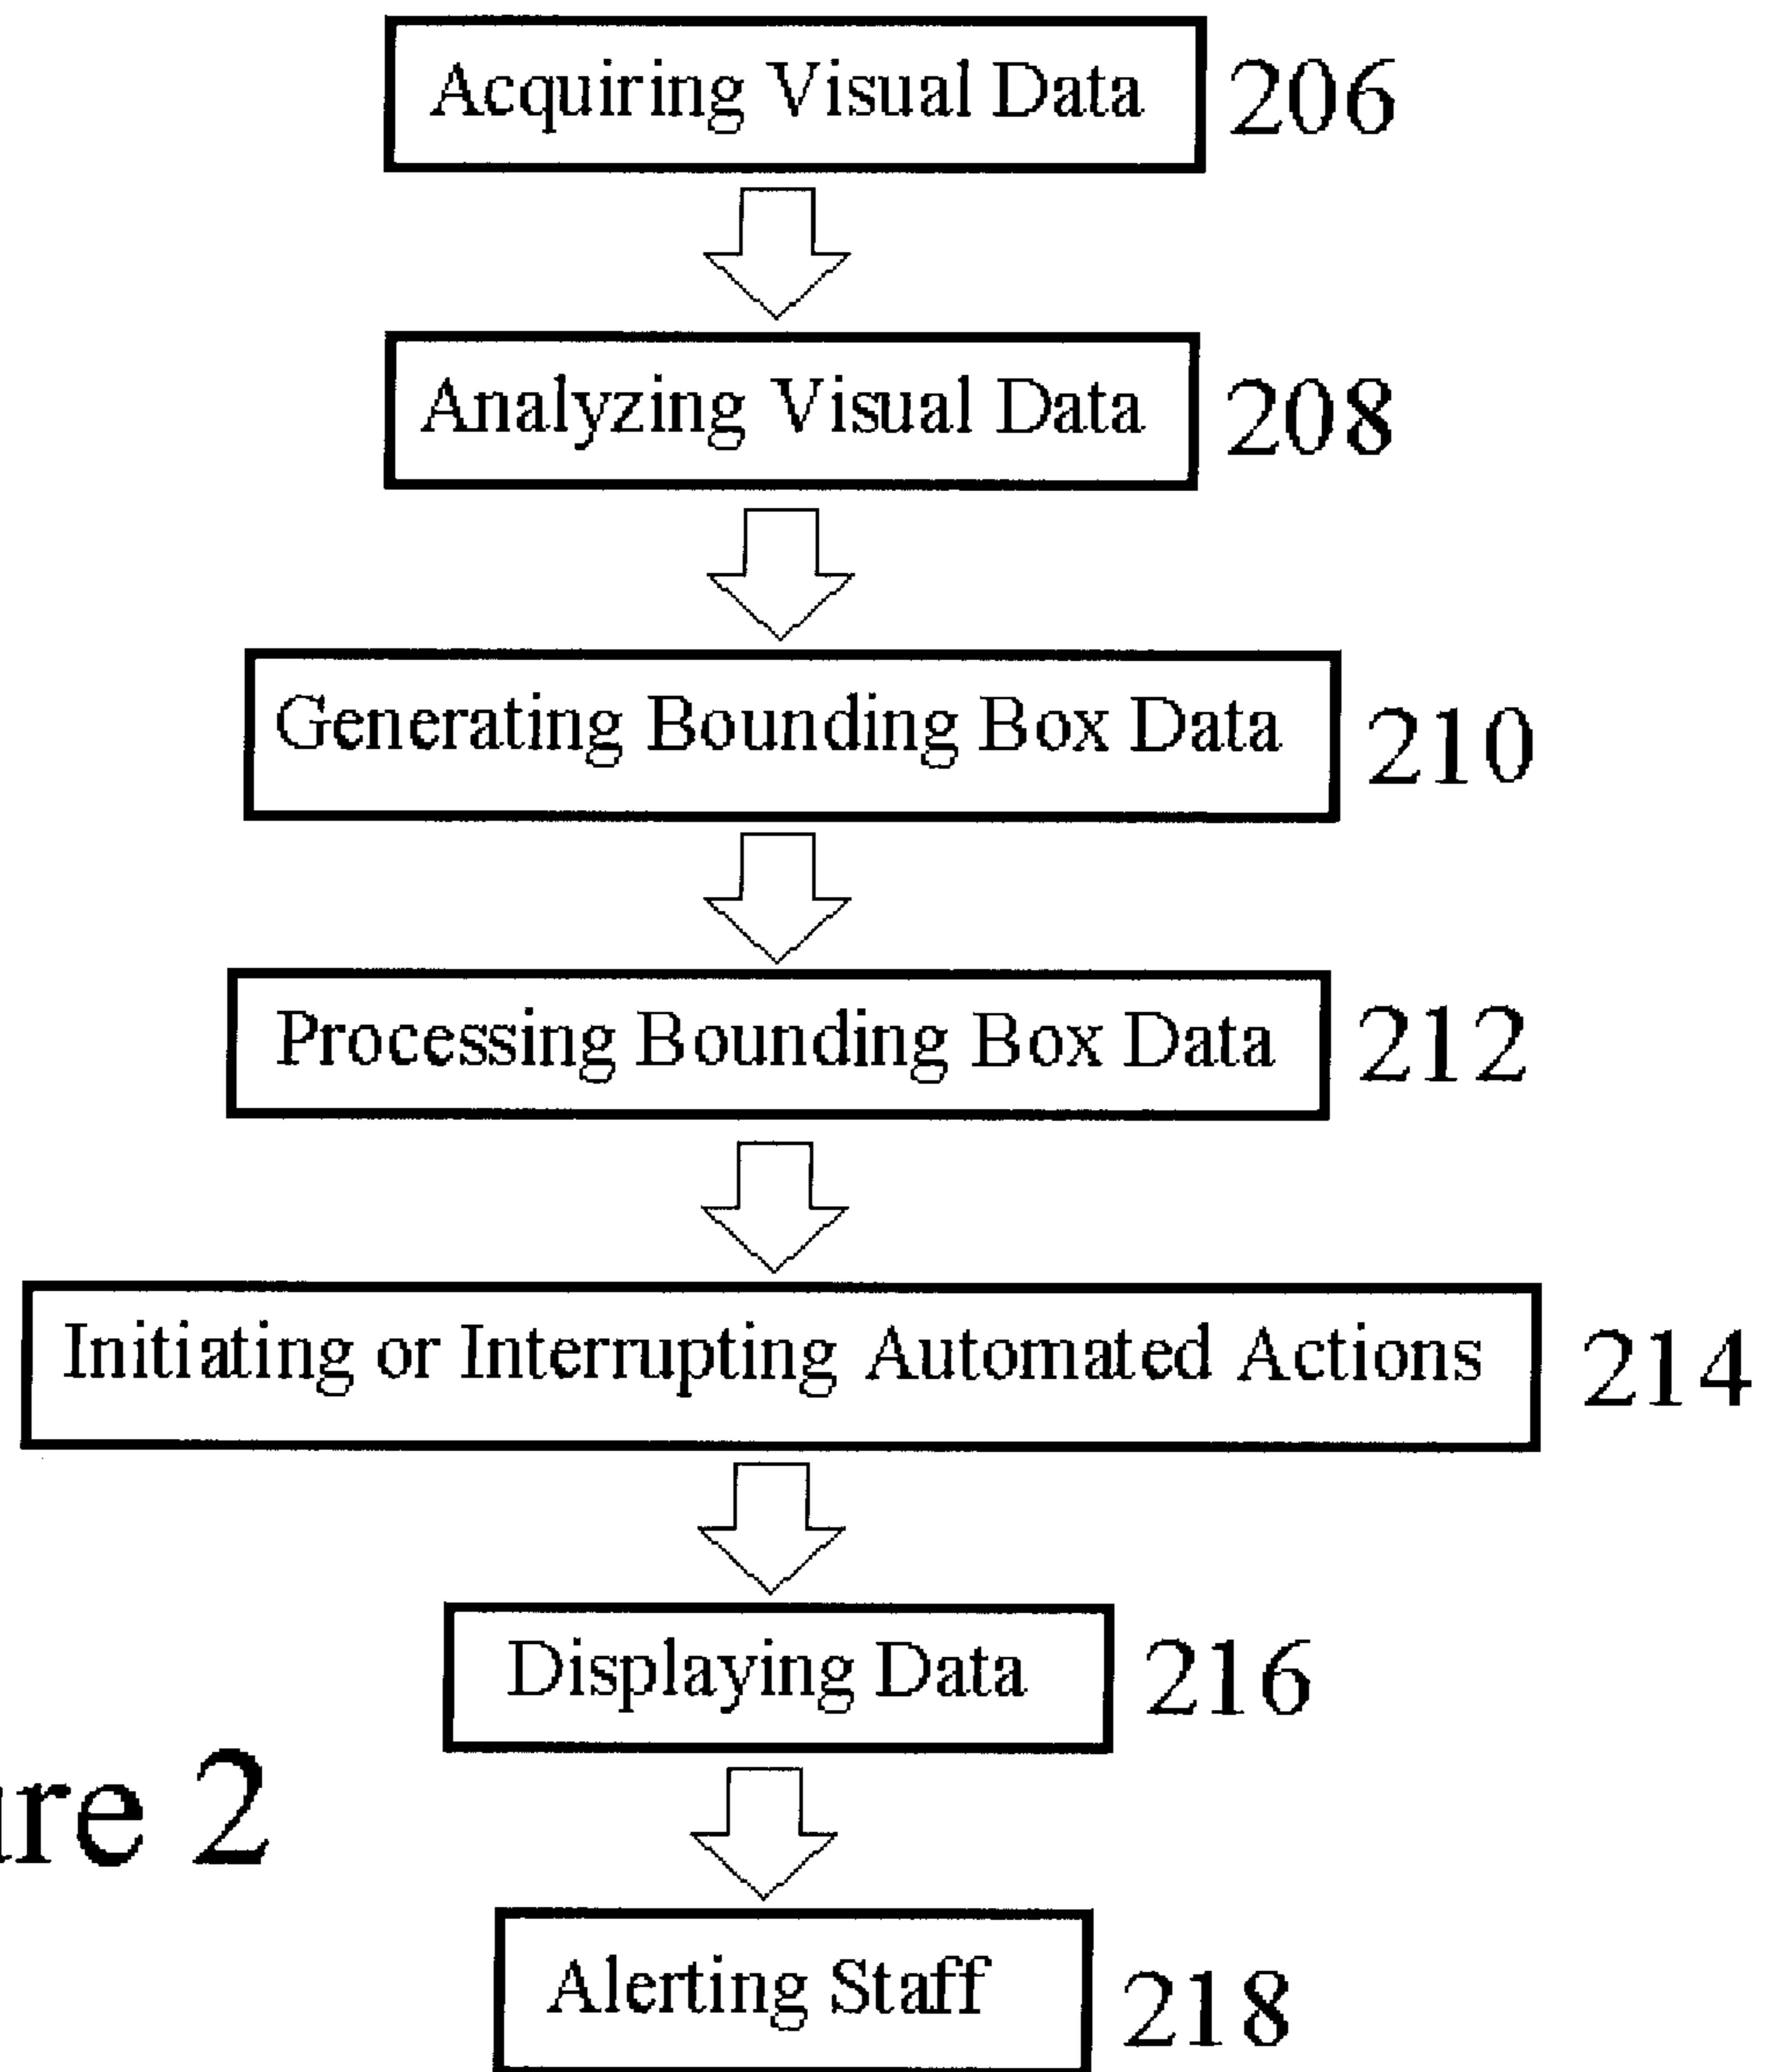 Acquiring Visual Data 206
Analyzing Visual Data 208
Generating Bounding Box Data 210
Processing Bounding Box Data 212
Initiating or Interrupting Automated Actions 214
Displaying Data 216
2
Alerting Staff 218